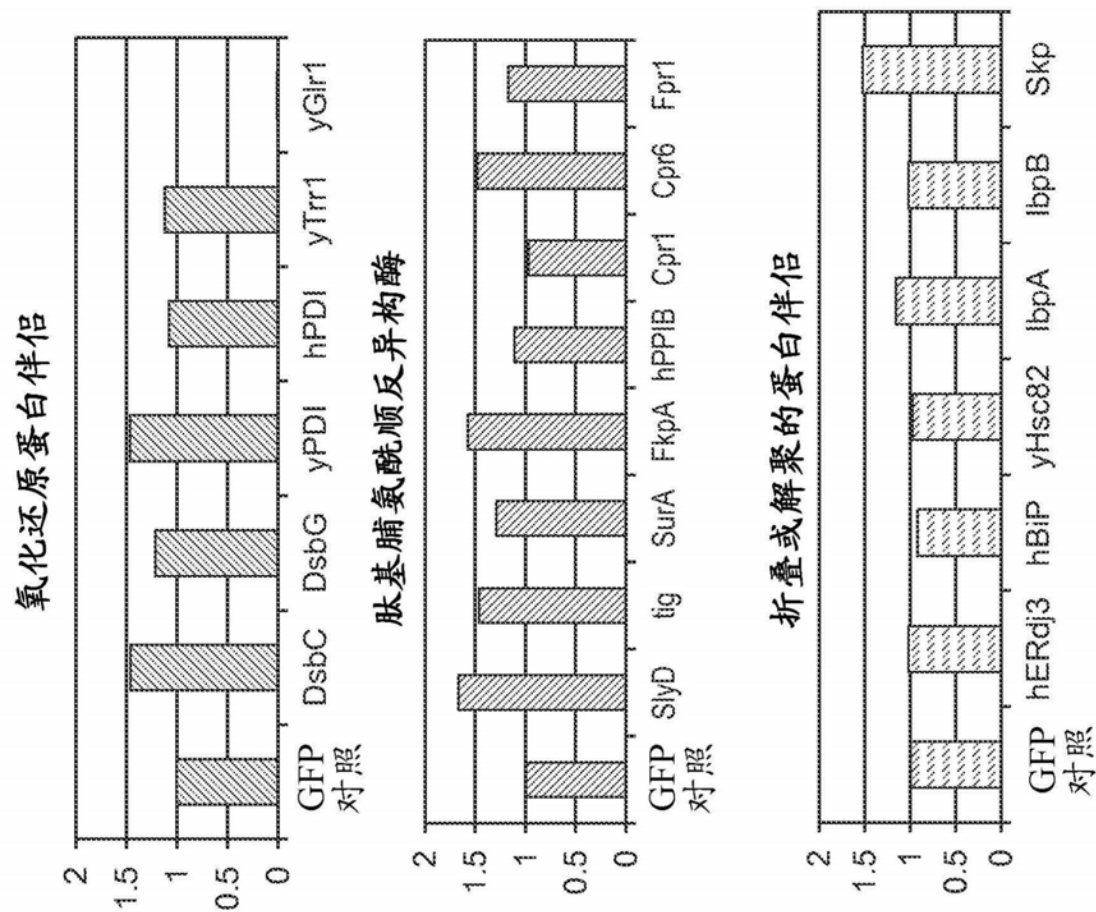 氧化还原蛋白伴侣
2
1.5
1
0.5
0
GFP
对照
DsbC
DsbG
yPDI
hPDI
yTrr1
yGlr1
肽基脯氨酰顺反异构酶
2
1.5
1
0.5
0
GFP
对照
SlyD
tig
SurA
FkpA
hPPIB
Cpr1
Cpr6
Fpr1
折叠或解聚的蛋白伴侣
2
1.5
1
0.5
0
GFP
对照
hERdj3
hBiP
yHsc82
IbpA
IbpB
Skp